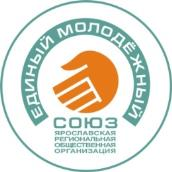 ЕДИНЫЙ МОЛОДЁЖНЫЙ
СОЮЗ
ЯРОСЛАВСКАЯ
РЕГИОНАЛЬНАЯ
ОБЩЕСТВЕННАЯ
ОРГАНИЗАЦИЯ